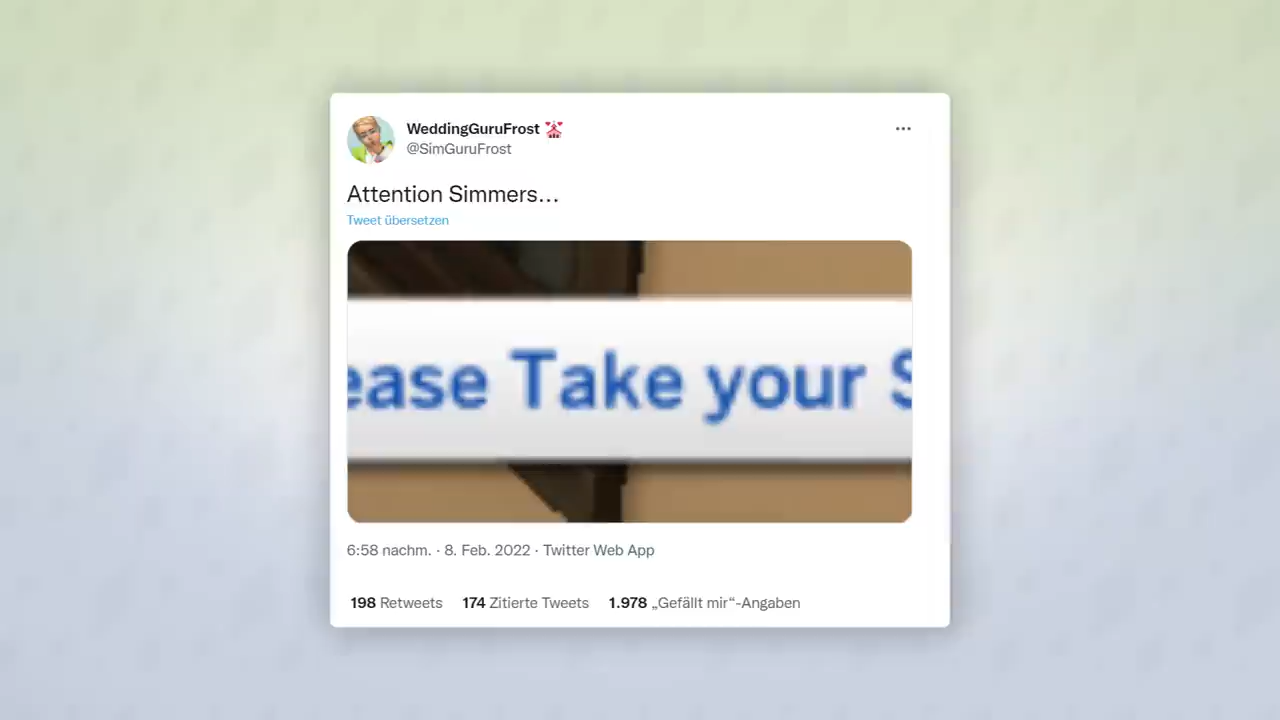 WeddingGuruFrost
@SimGuruFrost
Attention Simmers...
Tweet übersetzen
ease Take your S
6:58 nachm. · 8. Feb. 2022 · Twitter Web App
198 Retweets 174 Zitierte Tweets 1.978 „Gefällt mir“-Angaben